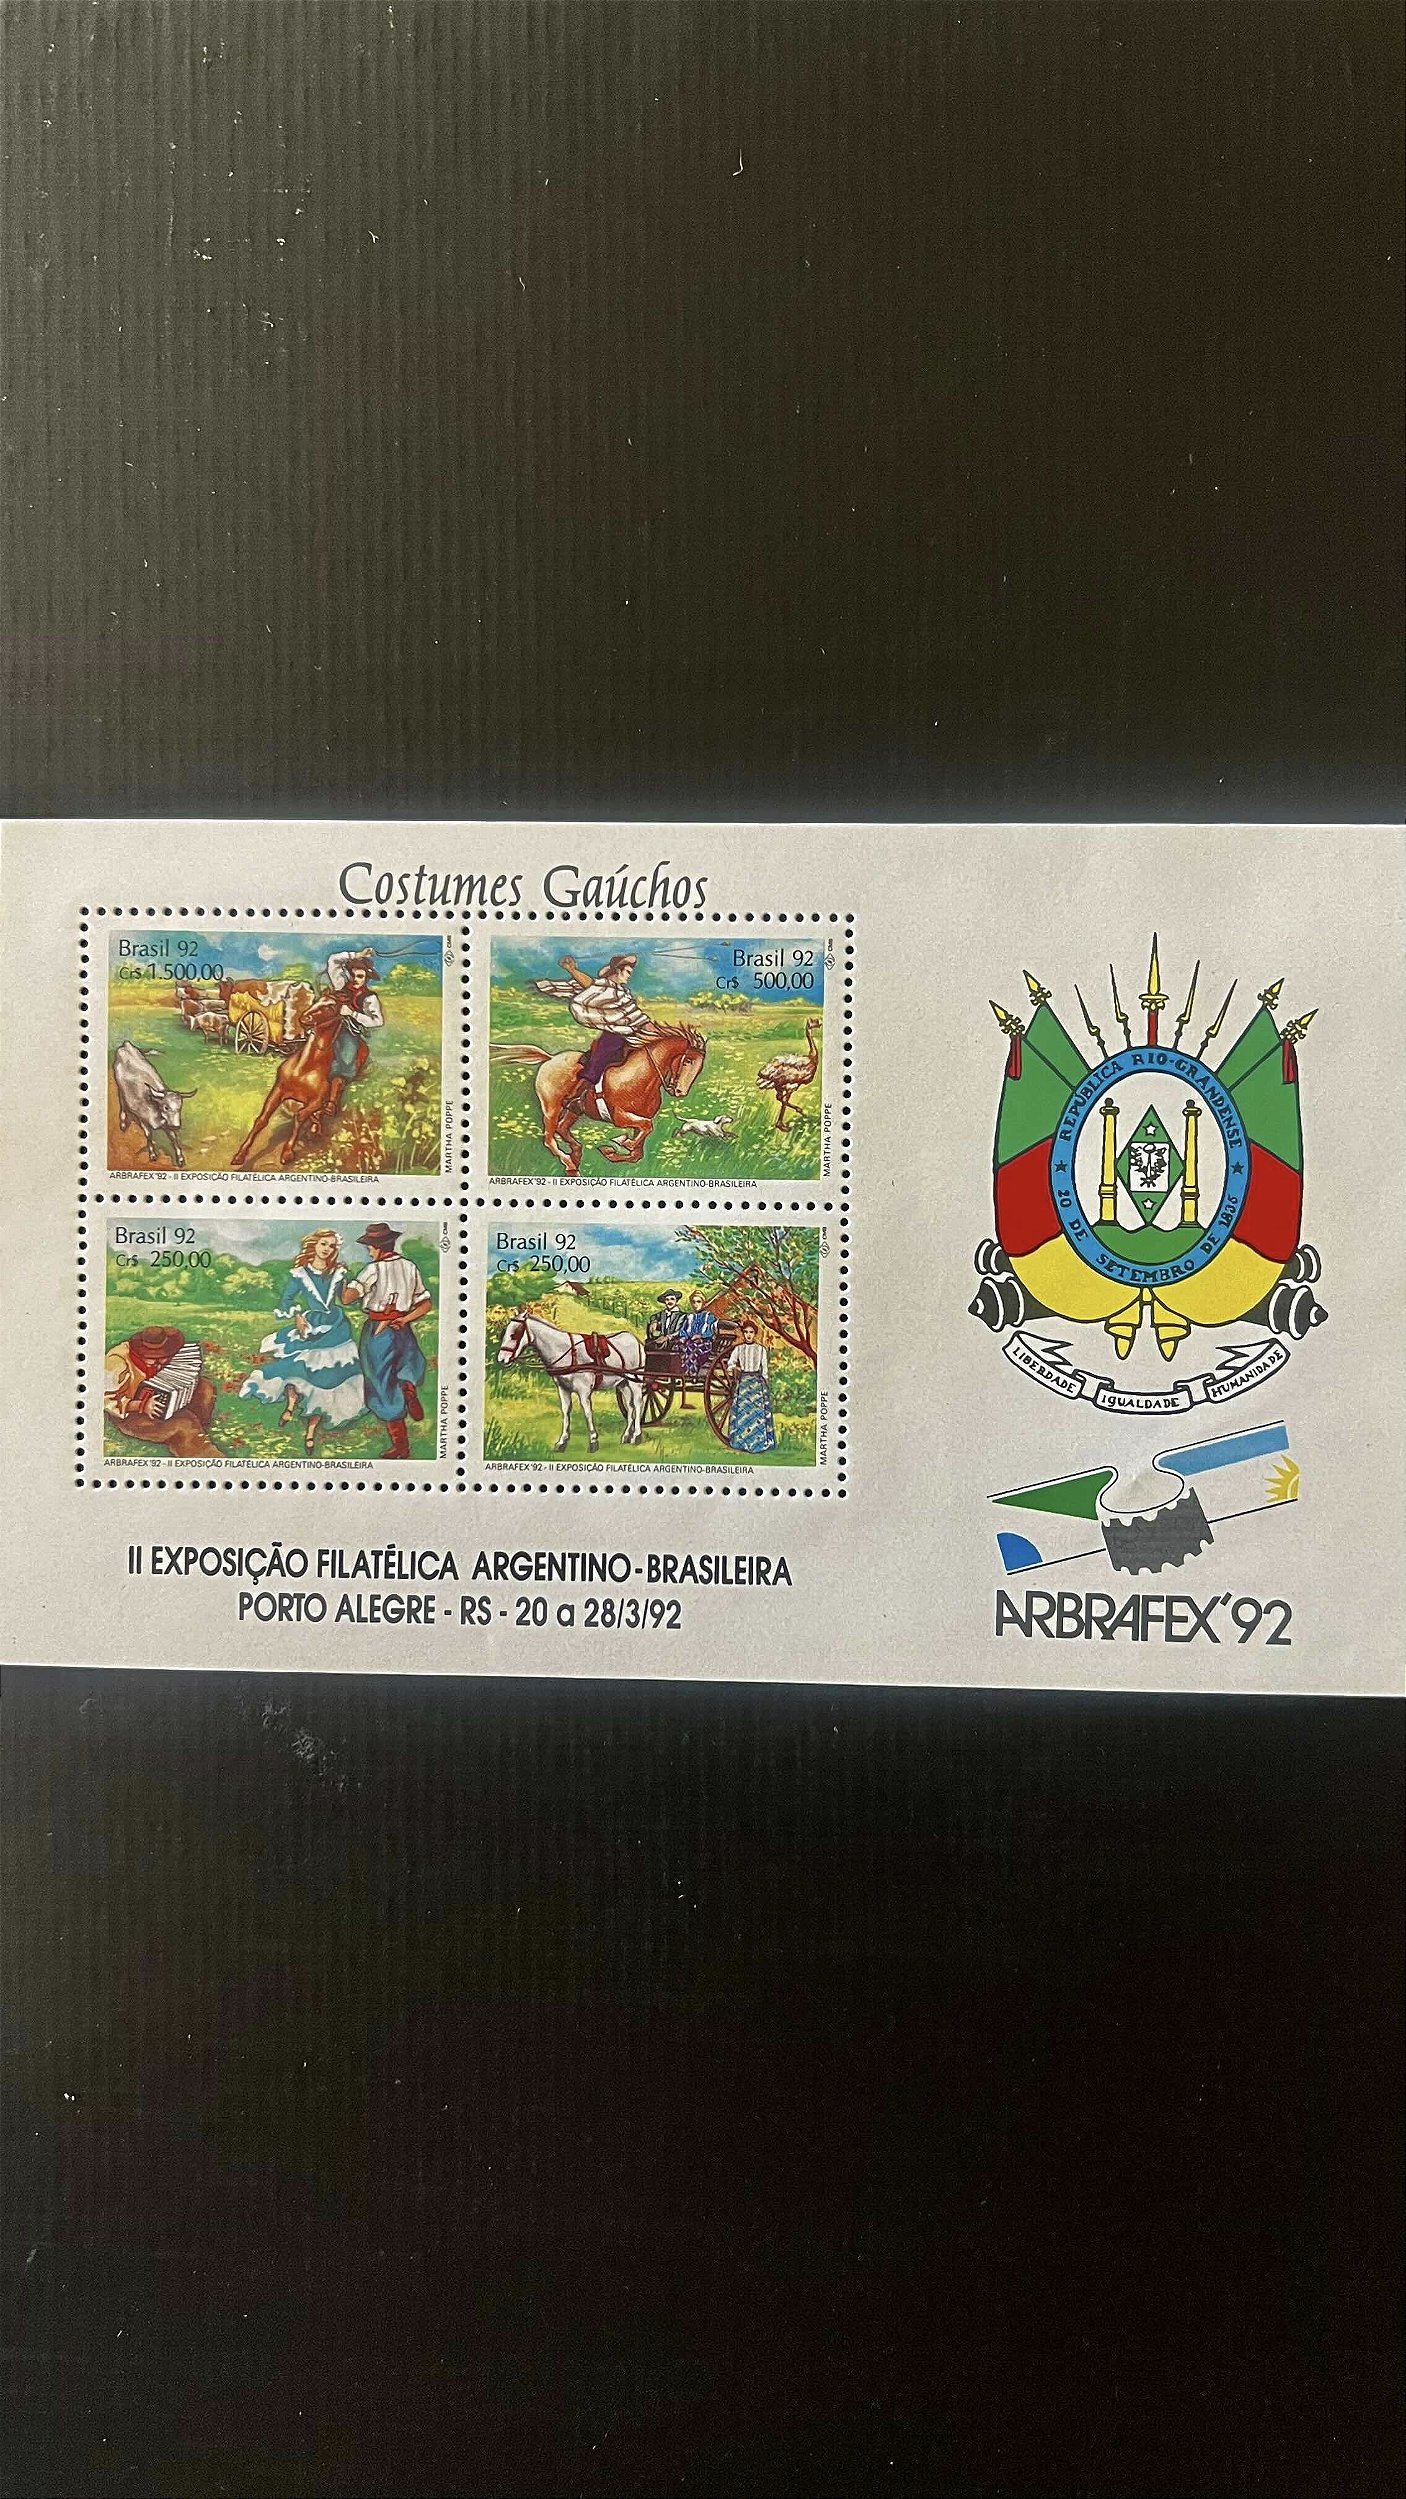 Costumes Gaúchos
Brasil 92
Cr$ 1.500,00
MARTHA POPPE
ARBRAFEX'92 - II EXPOSIÇÃO FILATÉLICA ARGENTINO-BRASILEIRA
Brasil 92
Cr$ 500,00
MARTHA POPPE
ARBRAFEX'92 - II EXPOSIÇÃO FILATÉLICA ARGENTINO-BRASILEIRA
Brasil 92
Cr$ 250,00
MARTHA POPPE
ARBRAFEX'92 - II EXPOSIÇÃO FILATÉLICA ARGENTINO-BRASILEIRA
Brasil 92
Cr$ 250,00
MARTHA POPPE
ARBRAFEX'92 - II EXPOSIÇÃO FILATÉLICA ARGENTINO-BRASILEIRA
II EXPOSIÇÃO FILATÉLICA ARGENTINO-BRASILEIRA
PORTO ALEGRE - RS - 20 a 28/3/92
REPÚBLICA RIO-GRANDENSE
20 DE SETEMBRO DE 1835
LIBERDADE IGUALDADE HUMANIDADE
ARBRAFEX'92